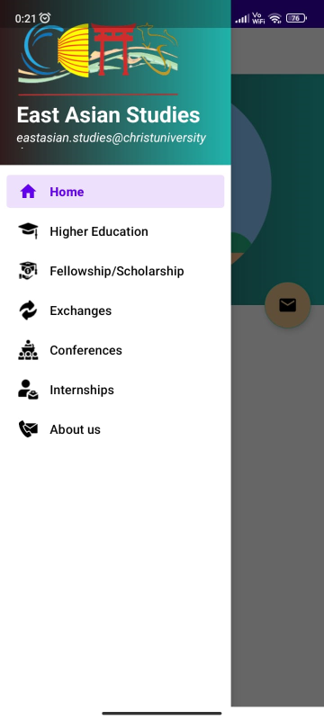 0:21
Vo
WiFi
76
East Asian Studies
eastasian.studies@christuniversity
Home
Higher Education
Fellowship/Scholarship
Exchanges
Conferences
Internships
About us